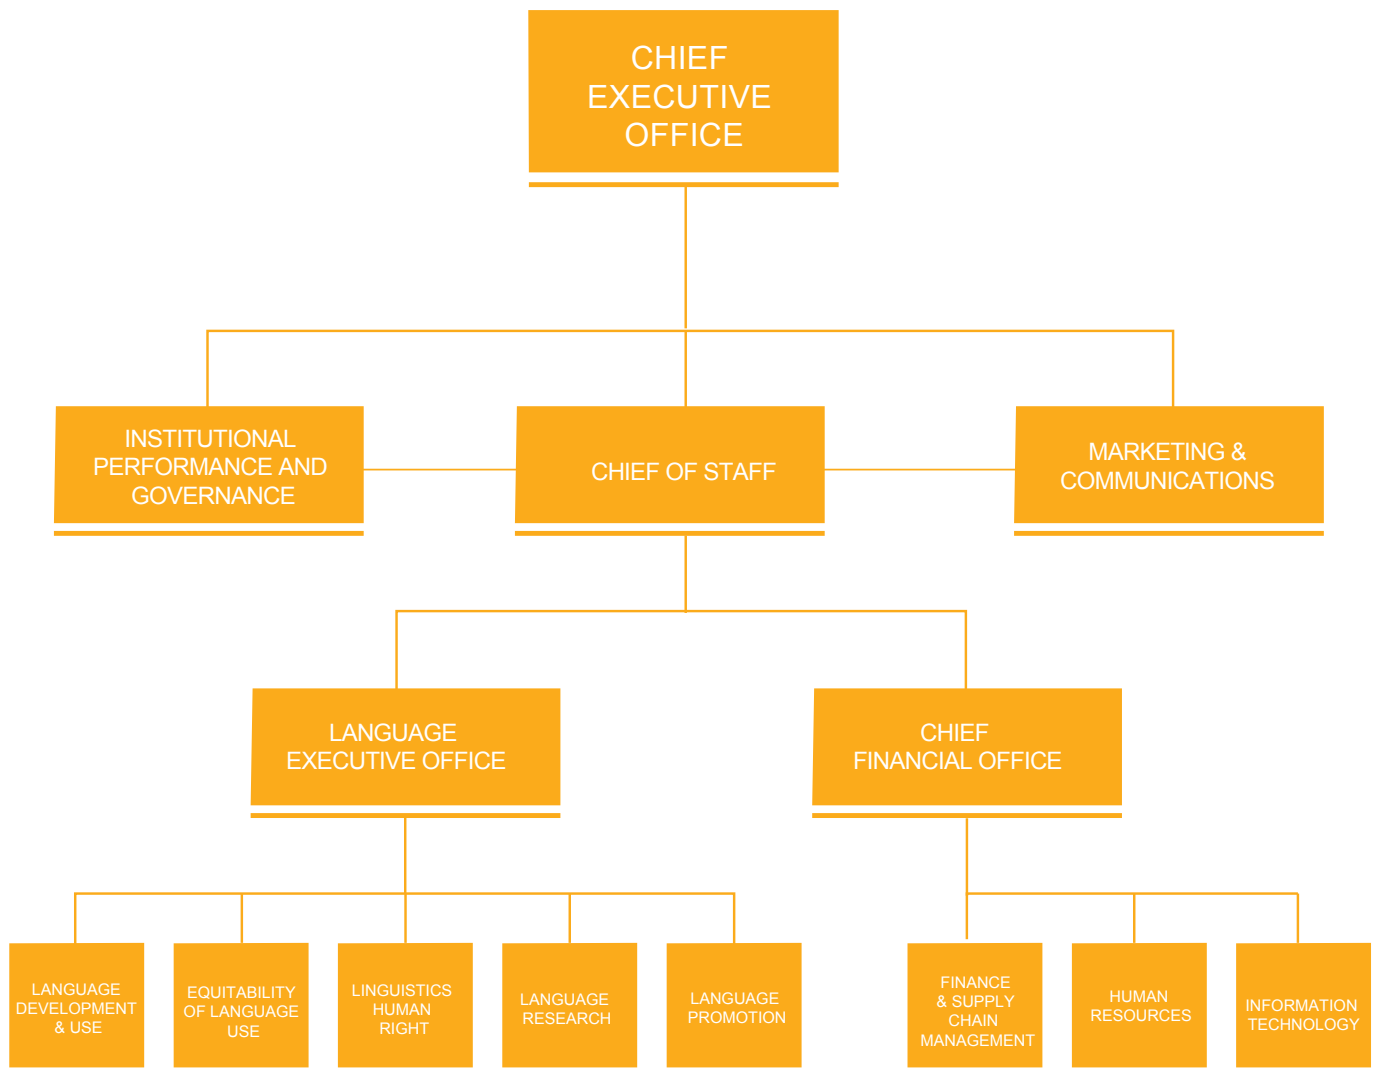 CHIEF
EXECUTIVE
OFFICE
INSTITUTIONAL
PERFORMANCE AND
GOVERNANCE
CHIEF OF STAFF
MARKETING &
COMMUNICATIONS
LANGUAGE
EXECUTIVE OFFICE
CHIEF
FINANCIAL OFFICE
LANGUAGE
DEVELOPMENT
& USE
EQUITABILITY
OF LANGUAGE
USE
LINGUISTICS
HUMAN
RIGHT
LANGUAGE
RESEARCH
LANGUAGE
PROMOTION
FINANCE
& SUPPLY
CHAIN
MANAGEMENT
HUMAN
RESOURCES
INFORMATION
TECHNOLOGY